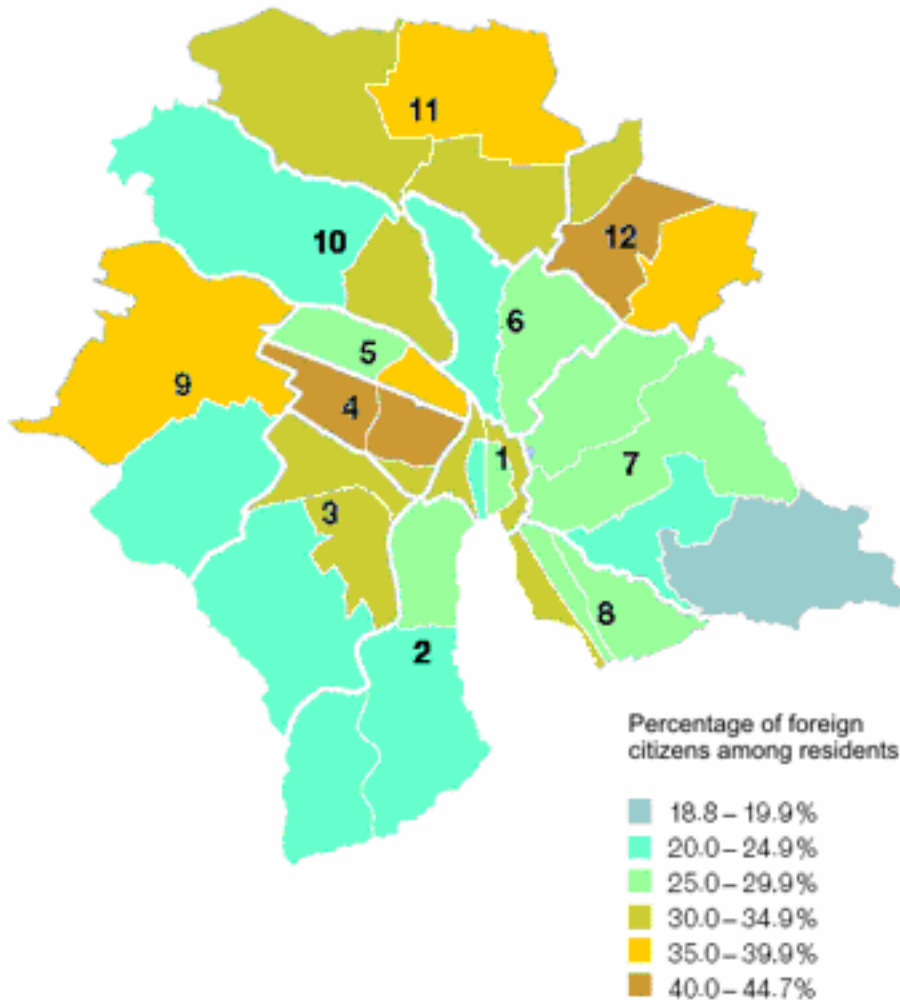 11
12
10
6
5
9
4
1
7
3
8
2
Percentage of foreign
citizens among residents
18.8 – 19.9%
20.0 – 24.9%
25.0 – 29.9%
30.0 – 34.9%
35.0 – 39.9%
40.0 – 44.7%